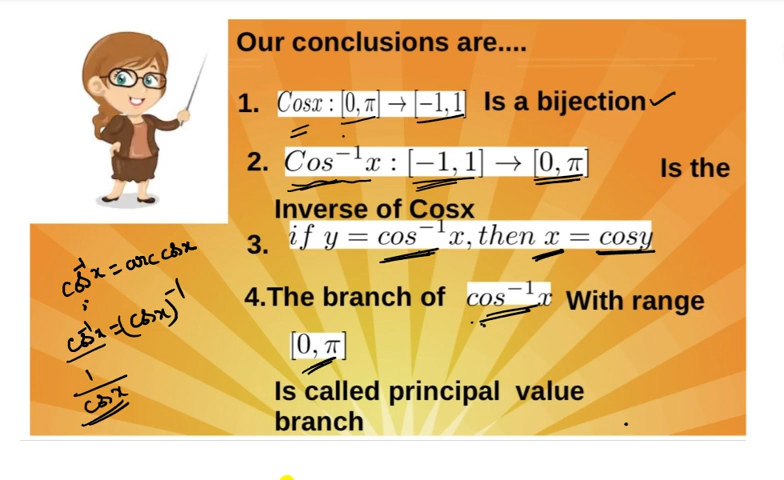 Our conclusions are....
1. Cosx : [0, π] → [−1, 1] Is a bijection
2. Cos⁻¹x : [−1, 1] → [0, π] Is the
Inverse of Cosx
3. if y = cos⁻¹x, then x = cosy
4.The branch of cos⁻¹x With range
[0, π]
Is called principal value
branch
cos⁻¹x = arc cosx
cos⁻¹x = (cosx)⁻¹
1
cosx